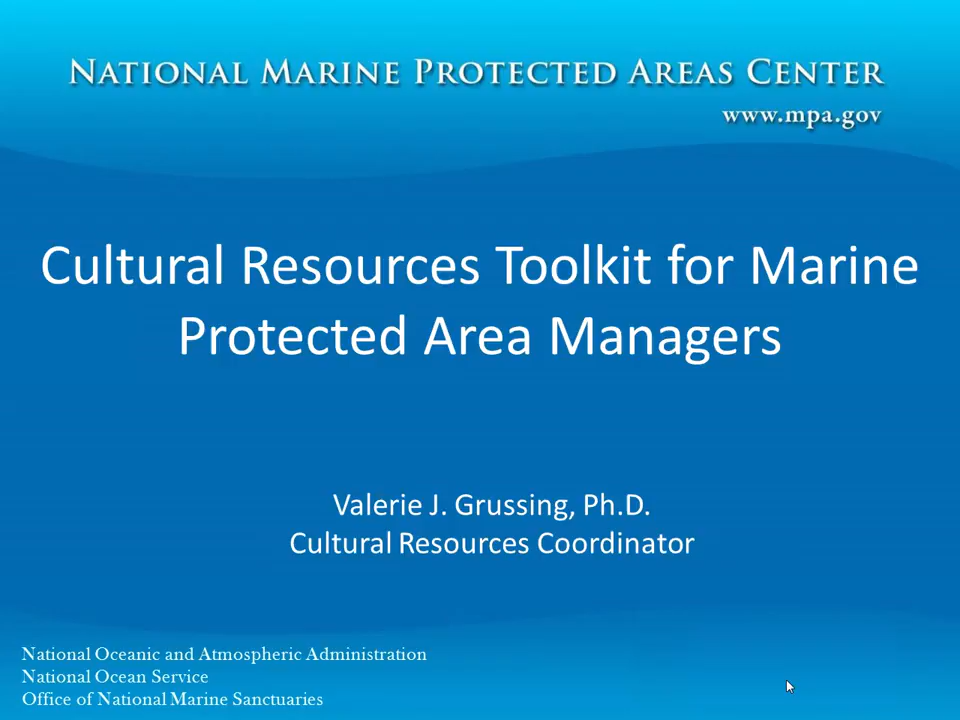 National Marine Protected Areas Center
www.mpa.gov
Cultural Resources Toolkit for Marine
Protected Area Managers
Valerie J. Grussing, Ph.D.
Cultural Resources Coordinator
National Oceanic and Atmospheric Administration
National Ocean Service
Office of National Marine Sanctuaries